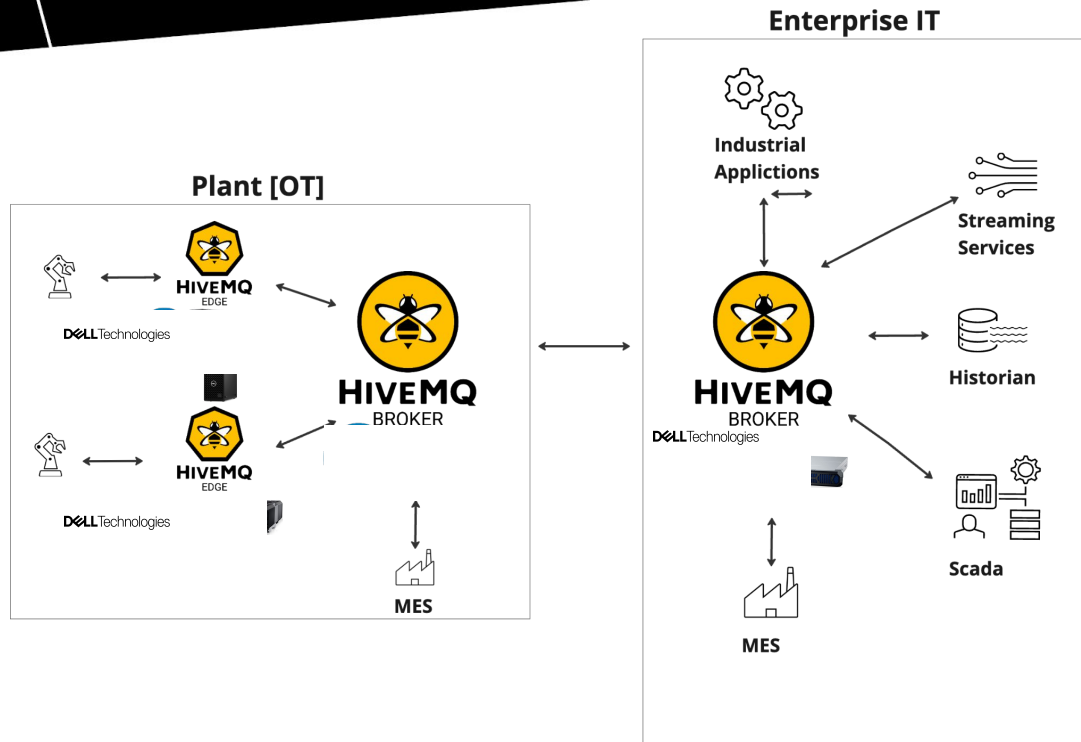 Enterprise IT
Industrial
Applictions
Streaming
Services
Historian
HIVEMQ
BROKER
DELLTechnologies
Scada
MES
Plant [OT]
HIVEMQ
EDGE
DELLTechnologies
HIVEMQ
BROKER
HIVEMQ
EDGE
DELLTechnologies
MES